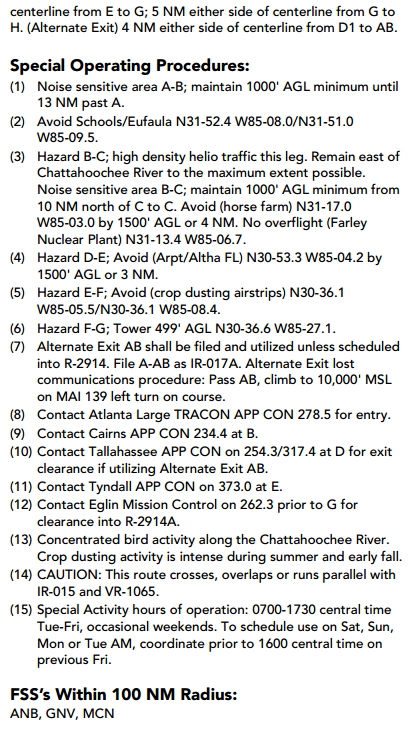 centerline from E to G; 5 NM either side of centerline from G to
H. (Alternate Exit) 4 NM either side of centerline from D1 to AB.
Special Operating Procedures:
(1) Noise sensitive area A-B; maintain 1000' AGL minimum until
13 NM past A.
(2) Avoid Schools/Eufaula N31-52.4 W85-08.0/N31-51.0
W85-09.5.
(3) Hazard B-C; high density helio traffic this leg. Remain east of
Chattahoochee River to the maximum extent possible.
Noise sensitive area B-C; maintain 1000' AGL minimum from
10 NM north of C to C. Avoid (horse farm) N31-17.0
W85-03.0 by 1500' AGL or 4 NM. No overflight (Farley
Nuclear Plant) N31-13.4 W85-06.7.
(4) Hazard D-E; Avoid (Arpt/Altha FL) N30-53.3 W85-04.2 by
1500' AGL or 3 NM.
(5) Hazard E-F; Avoid (crop dusting airstrips) N30-36.1
W85-05.5/N30-36.1 W85-08.4.
(6) Hazard F-G; Tower 499' AGL N30-36.6 W85-27.1.
(7) Alternate Exit AB shall be filed and utilized unless scheduled
into R-2914. File A-AB as IR-017A. Alternate Exit lost
communications procedure: Pass AB, climb to 10,000' MSL
on MAI 139 left turn on course.
(8) Contact Atlanta Large TRACON APP CON 278.5 for entry.
(9) Contact Cairns APP CON 234.4 at B.
(10) Contact Tallahassee APP CON on 254.3/317.4 at D for exit
clearance if utilizing Alternate Exit AB.
(11) Contact Tyndall APP CON on 373.0 at E.
(12) Contact Eglin Mission Control on 262.3 prior to G for
clearance into R-2914A.
(13) Concentrated bird activity along the Chattahoochee River.
Crop dusting activity is intense during summer and early fall.
(14) CAUTION: This route crosses, overlaps or runs parallel with
IR-015 and VR-1065.
(15) Special Activity hours of operation: 0700-1730 central time
Tue-Fri, occasional weekends. To schedule use on Sat, Sun,
Mon or Tue AM, coordinate prior to 1600 central time on
previous Fri.
FSS's Within 100 NM Radius:
ANB, GNV, MCN